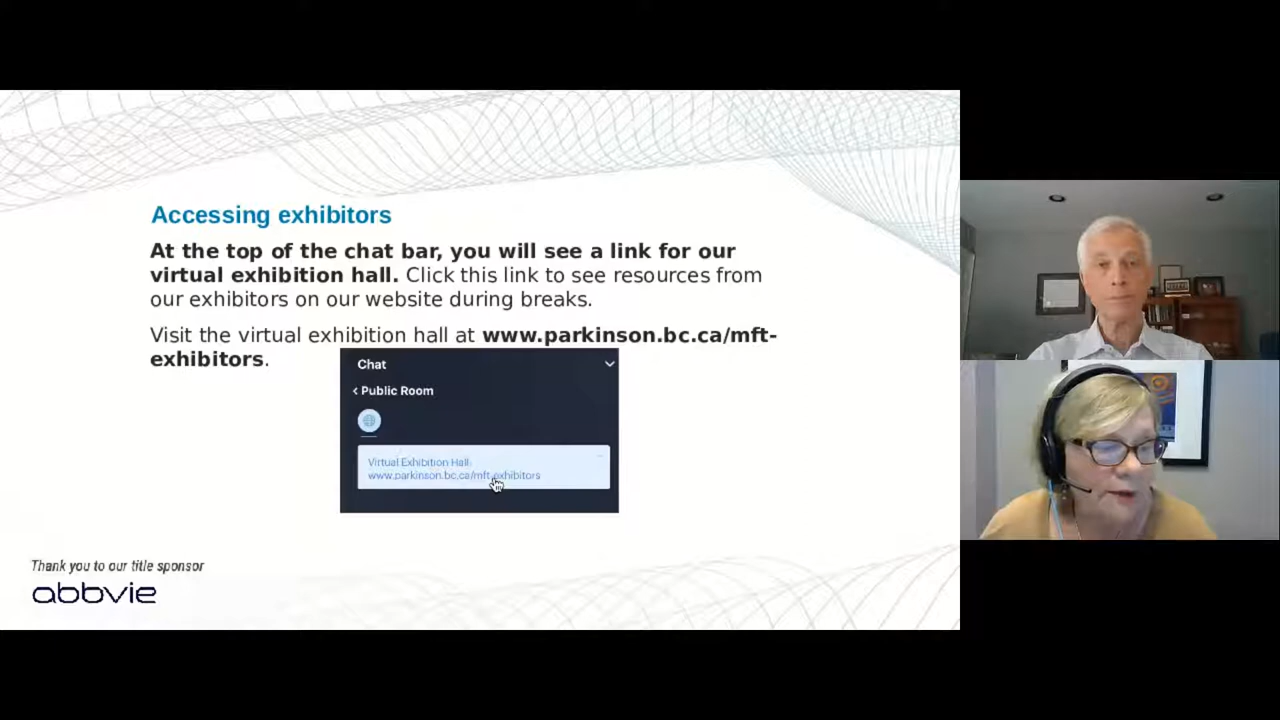 Accessing exhibitors
At the top of the chat bar, you will see a link for our
virtual exhibition hall. Click this link to see resources from
our exhibitors on our website during breaks.
Visit the virtual exhibition hall at www.parkinson.bc.ca/mft-
exhibitors.
Chat
Public Room
Virtual Exhibition Hall:
www.parkinson.bc.ca/mft-exhibitors
Thank you to our title sponsor
abbvie